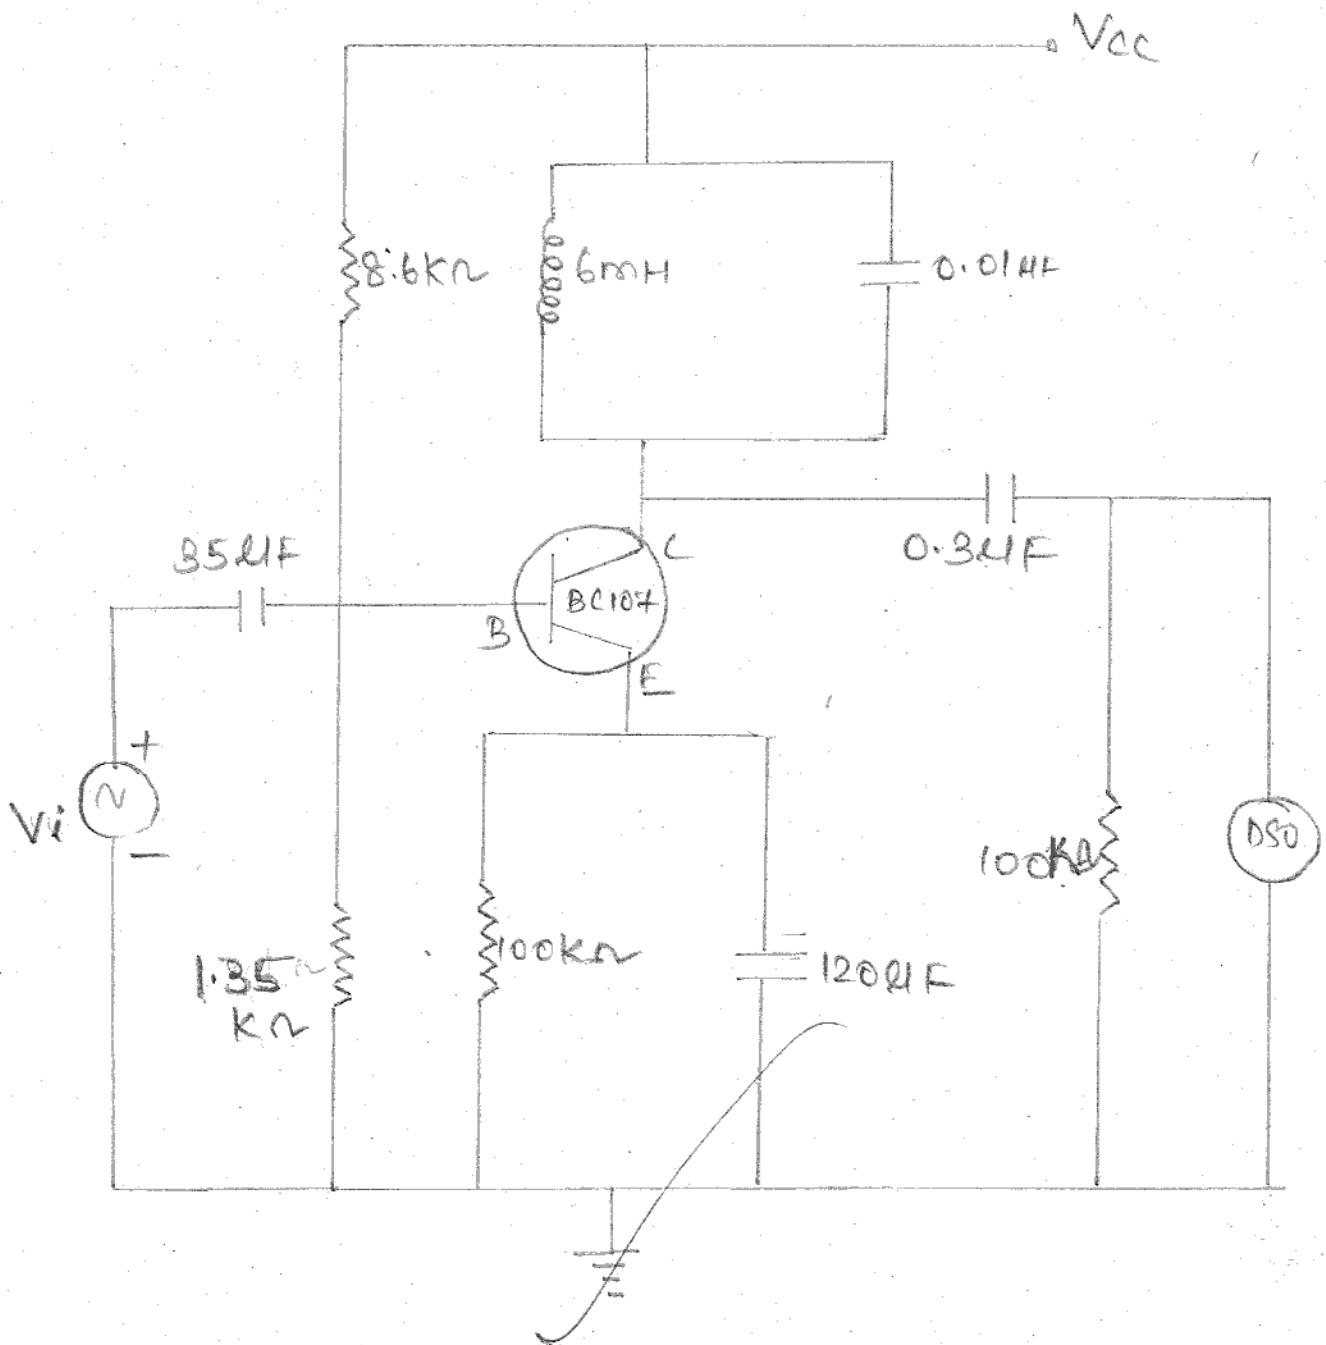 Vcc
8.6KΩ
6mH
0.01µF
35µF
0.3µF
C
BC107
B
E
+
Vi
~
−
DSO
100KΩ
1.35
KΩ
100KΩ
120µF